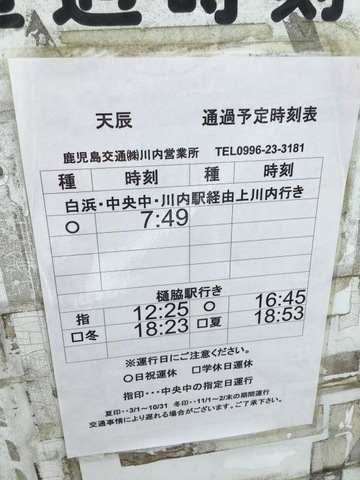 通過時刻
天辰 通過予定時刻表
鹿児島交通㈱川内営業所 TEL0996-23-3181
種 時刻 種 時刻
白浜・中央中・川内駅経由上川内行き
○ 7:49
樋脇駅行き
指 12:25 ○ 16:45
□冬 18:23 □夏 18:53
※運行日にご注意ください。
○日祝運休 □学休日運休
指印・・・中央中の指定日運行
夏印・・3/1～10/31 冬印・・11/1～2/末の期間運行
交通事情により遅れる場合がございます。ご了承下さい。